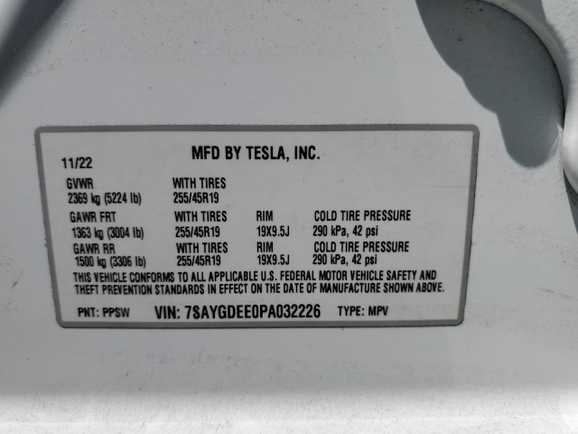 MFD BY TESLA, INC.
11/22
GVWR WITH TIRES
2369 kg (5224 lb) 255/45R19
GAWR FRT WITH TIRES RIM COLD TIRE PRESSURE
1363 kg (3004 lb) 255/45R19 19X9.5J 290 kPa, 42 psi
GAWR RR WITH TIRES RIM COLD TIRE PRESSURE
1500 kg (3306 lb) 255/45R19 19X9.5J 290 kPa, 42 psi
THIS VEHICLE CONFORMS TO ALL APPLICABLE U.S. FEDERAL MOTOR VEHICLE SAFETY AND
THEFT PREVENTION STANDARDS IN EFFECT ON THE DATE OF MANUFACTURE SHOWN ABOVE.
PNT: PPSW VIN: 7SAYGDEE0PA032226 TYPE: MPV